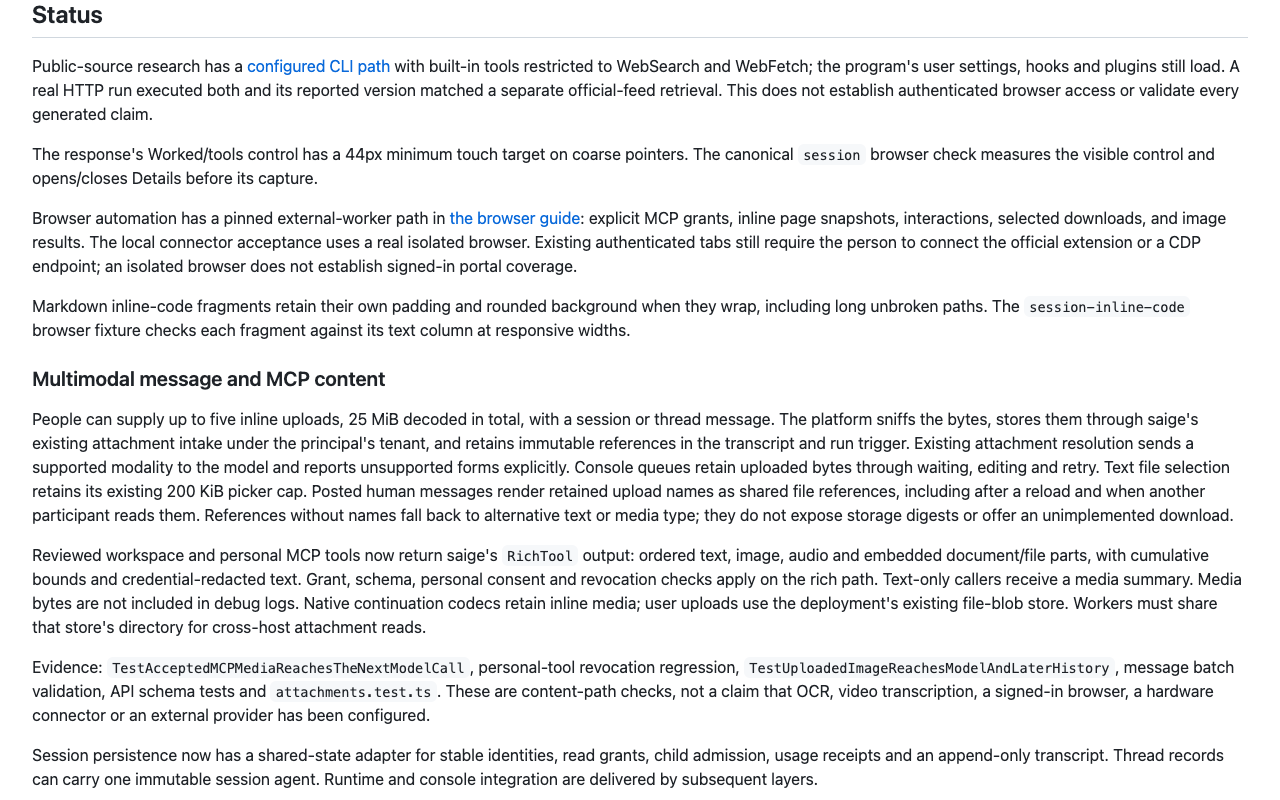 Status
Public-source research has a configured CLI path with built-in tools restricted to WebSearch and WebFetch; the program's user settings, hooks and plugins still load. A
real HTTP run executed both and its reported version matched a separate official-feed retrieval. This does not establish authenticated browser access or validate every
generated claim.
The response's Worked/tools control has a 44px minimum touch target on coarse pointers. The canonical session browser check measures the visible control and
opens/closes Details before its capture.
Browser automation has a pinned external-worker path in the browser guide: explicit MCP grants, inline page snapshots, interactions, selected downloads, and image
results. The local connector acceptance uses a real isolated browser. Existing authenticated tabs still require the person to connect the official extension or a CDP
endpoint; an isolated browser does not establish signed-in portal coverage.
Markdown inline-code fragments retain their own padding and rounded background when they wrap, including long unbroken paths. The session-inline-code
browser fixture checks each fragment against its text column at responsive widths.
Multimodal message and MCP content
People can supply up to five inline uploads, 25 MiB decoded in total, with a session or thread message. The platform sniffs the bytes, stores them through saige's
existing attachment intake under the principal's tenant, and retains immutable references in the transcript and run trigger. Existing attachment resolution sends a
supported modality to the model and reports unsupported forms explicitly. Console queues retain uploaded bytes through waiting, editing and retry. Text file selection
retains its existing 200 KiB picker cap. Posted human messages render retained upload names as shared file references, including after a reload and when another
participant reads them. References without names fall back to alternative text or media type; they do not expose storage digests or offer an unimplemented download.
Reviewed workspace and personal MCP tools now return saige's RichTool output: ordered text, image, audio and embedded document/file parts, with cumulative
bounds and credential-redacted text. Grant, schema, personal consent and revocation checks apply on the rich path. Text-only callers receive a media summary. Media
bytes are not included in debug logs. Native continuation codecs retain inline media; user uploads use the deployment's existing file-blob store. Workers must share
that store's directory for cross-host attachment reads.
Evidence: TestAcceptedMCPMediaReachesTheNextModelCall, personal-tool revocation regression, TestUploadedImageReachesModelAndLaterHistory, message batch
validation, API schema tests and attachments.test.ts. These are content-path checks, not a claim that OCR, video transcription, a signed-in browser, a hardware
connector or an external provider has been configured.
Session persistence now has a shared-state adapter for stable identities, read grants, child admission, usage receipts and an append-only transcript. Thread records
can carry one immutable session agent. Runtime and console integration are delivered by subsequent layers.